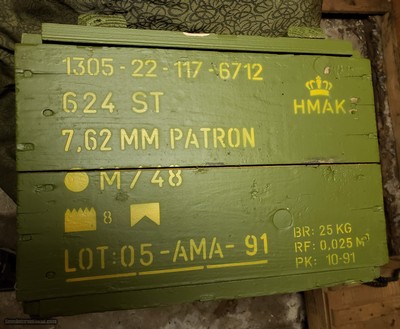 1305-22-117-6712
624 ST
HMAK
7,62 MM PATRON
M/48
8
LOT:05-AMA-91
BR: 25 KG
RF: 0,025 M³
PK: 10-91